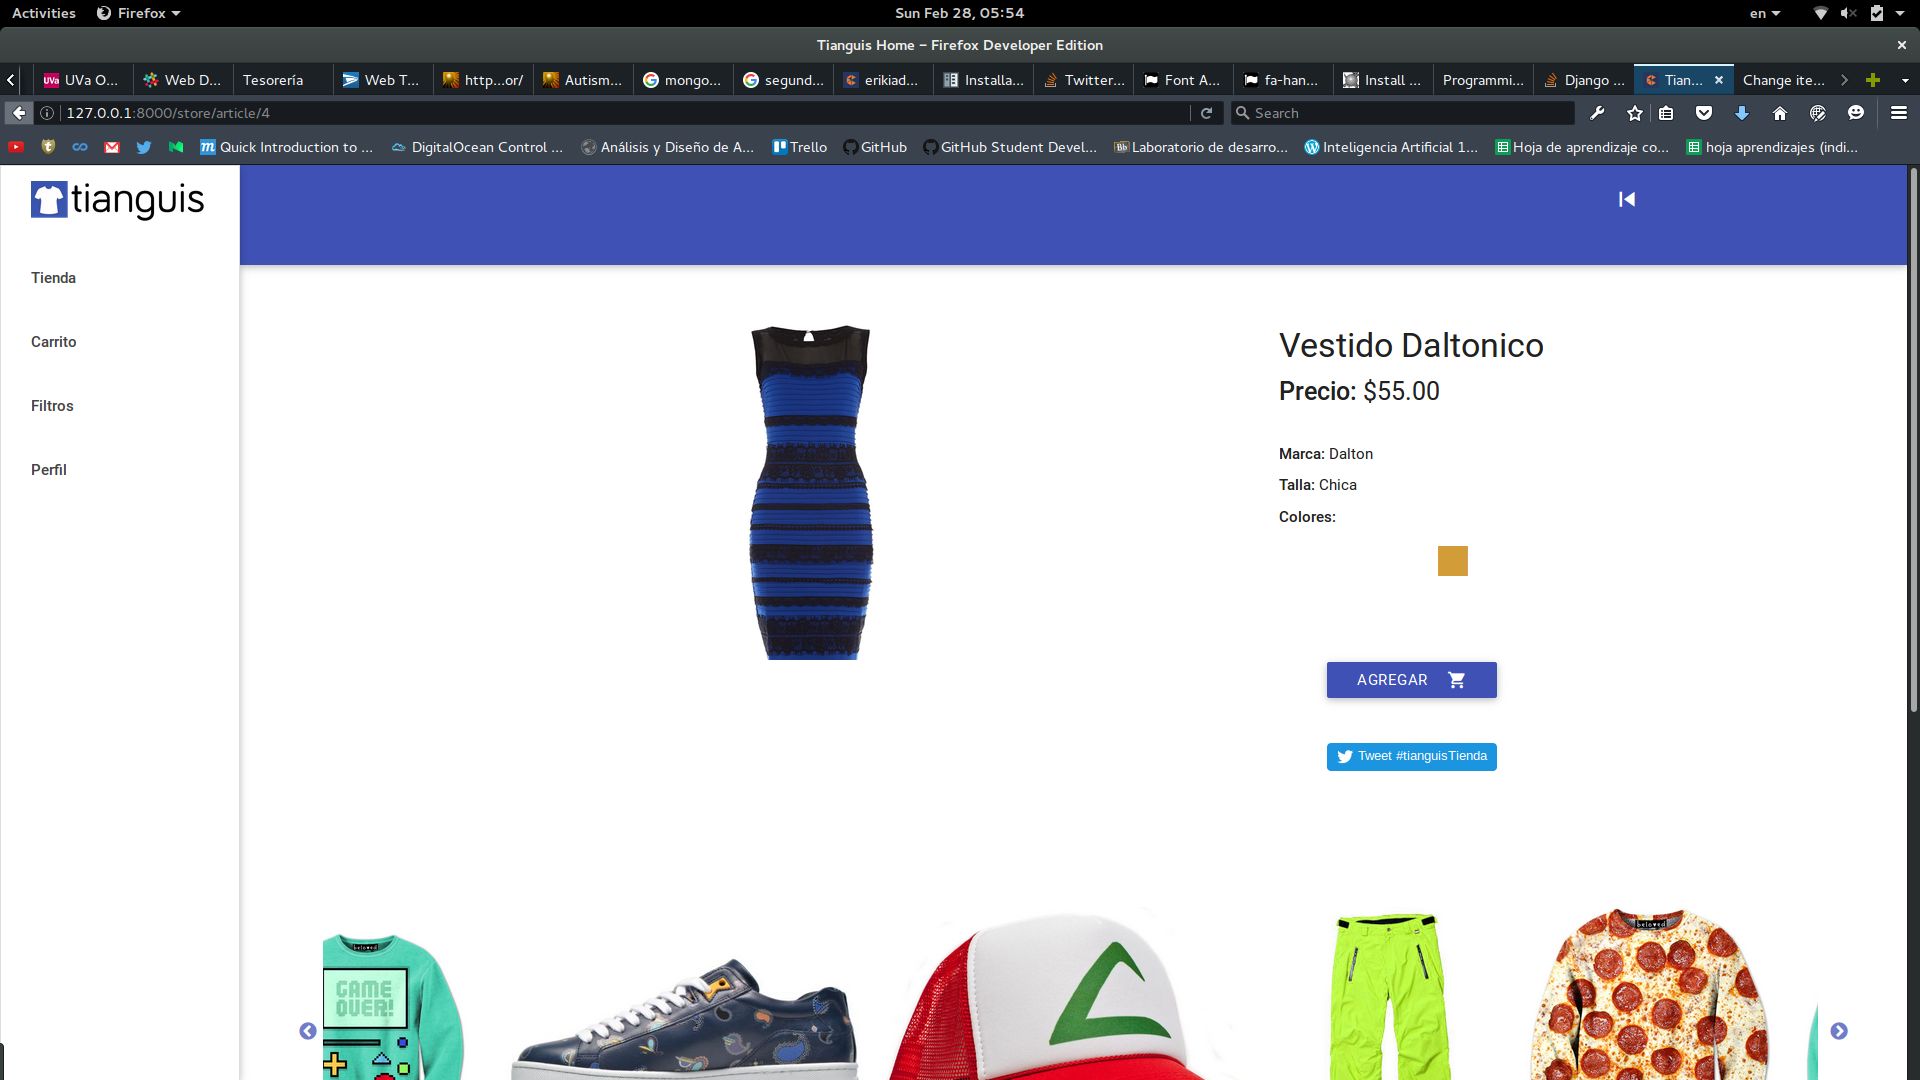 Activities Firefox Sun Feb 28, 05:54 en
Tianguis Home – Firefox Developer Edition
UVa O... Web D... Tesorería Web T... http...or/ Autism... mongo... segund... erikiad... Installa... Twitter... Font A... fa-han... Install ... Programmi... Django ... Tian... Change ite...
127.0.0.1:8000/store/article/4 Search
Quick Introduction to ... DigitalOcean Control ... Análisis y Diseño de A... Trello GitHub GitHub Student Devel... Laboratorio de desarro... Inteligencia Artificial 1... Hoja de aprendizaje co... hoja aprendizajes (indi...
tianguis
Tienda
Carrito
Filtros
Perfil
Vestido Daltonico
Precio: $55.00
Marca: Dalton
Talla: Chica
Colores:
AGREGAR
Tweet #tianguisTienda
beloved
GAME
OVER!
beloved